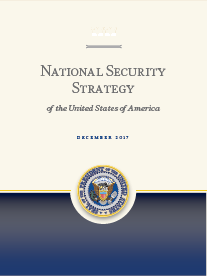 National Security
Strategy
of the United States of America
DECEMBER 2017